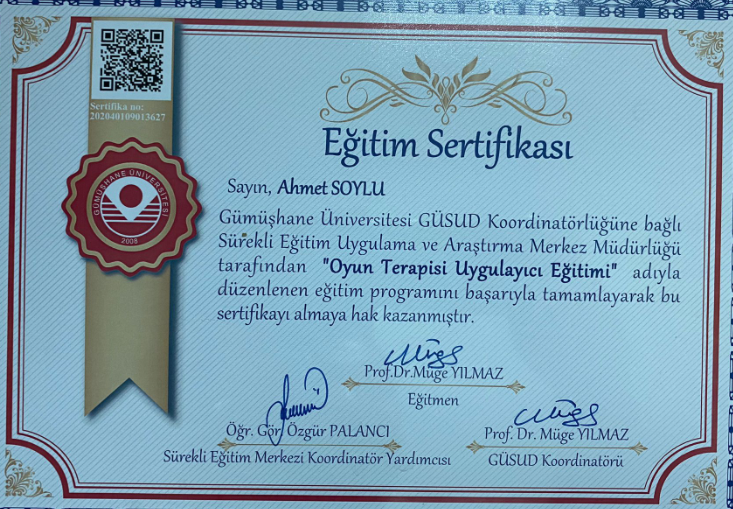 Sertifika no:
202040109013627
GÜMÜŞHANE ÜNİVERSİTESİ
2008
Eğitim Sertifikası
Sayın, Ahmet SOYLU
Gümüşhane Üniversitesi GÜSUD Koordinatörlüğüne bağlı
Sürekli Eğitim Uygulama ve Araştırma Merkez Müdürlüğü
tarafından "Oyun Terapisi Uygulayıcı Eğitimi" adıyla
düzenlenen eğitim programını başarıyla tamamlayarak bu
sertifikayı almaya hak kazanmıştır.
Prof.Dr.Müge YILMAZ
Eğitmen
Öğr. Gör Özgür PALANCI
Sürekli Eğitim Merkezi Koordinatör Yardımcısı
Prof. Dr. Müge YILMAZ
GÜSUD Koordinatörü